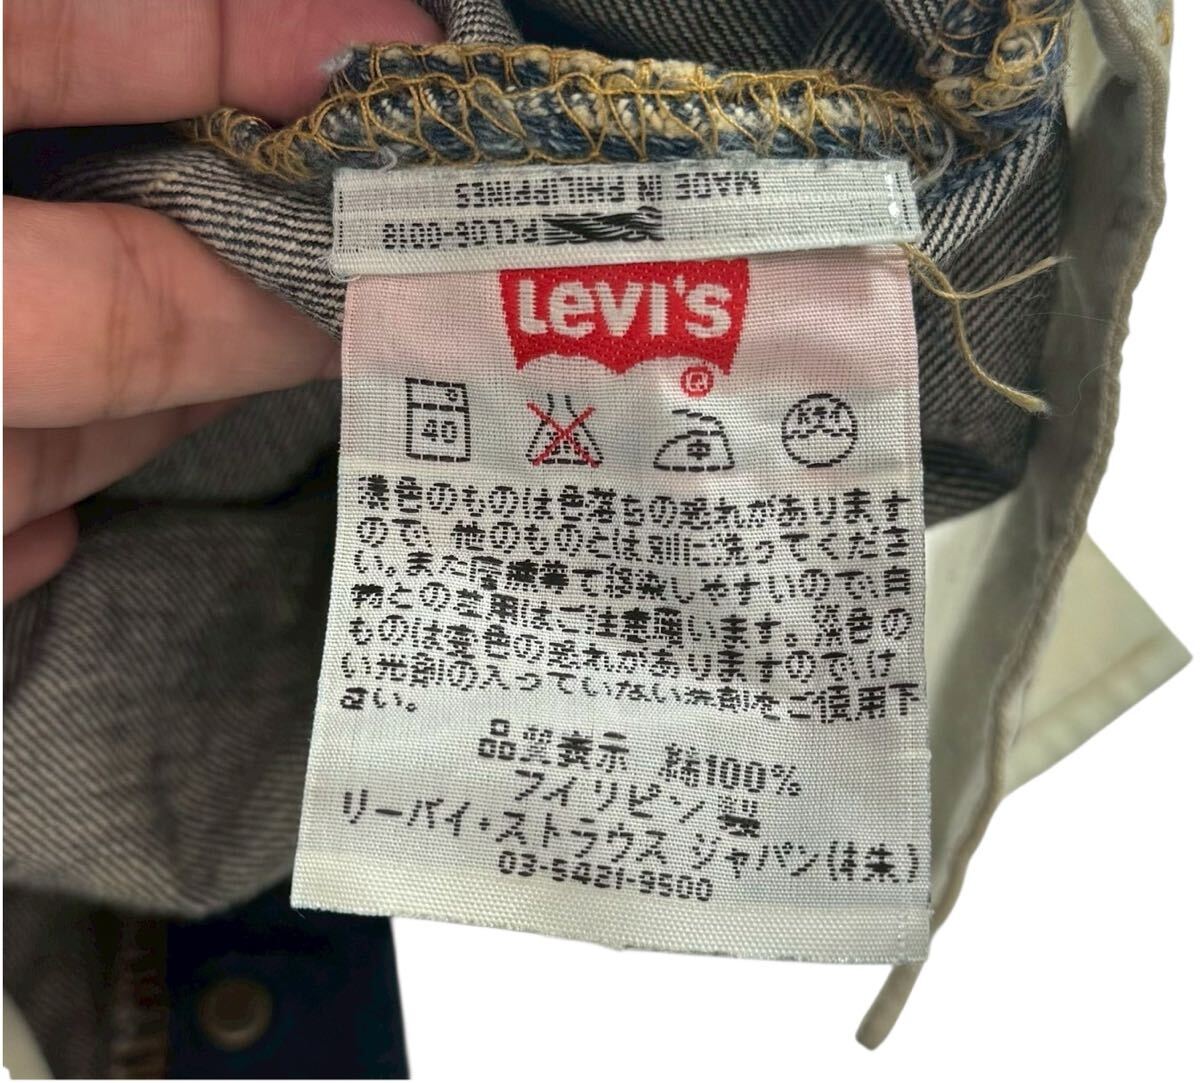 MADE IN PHILIPPINES
PCL06-0018
Levi's
®
40
中
ドライ
濃色のものは色落ちの恐れがあります
ので、他のものとは別に洗ってくださ
い。また摩擦等で移染しやすいので、白
物との着用はご注意願います。淡色の
ものは変色の恐れがありますので、け
い光剤の入っていない洗剤をご使用下
さい。
品質表示 綿100%
フィリピン製
リーバイ・ストラウス ジャパン(株)
03-5421-9500